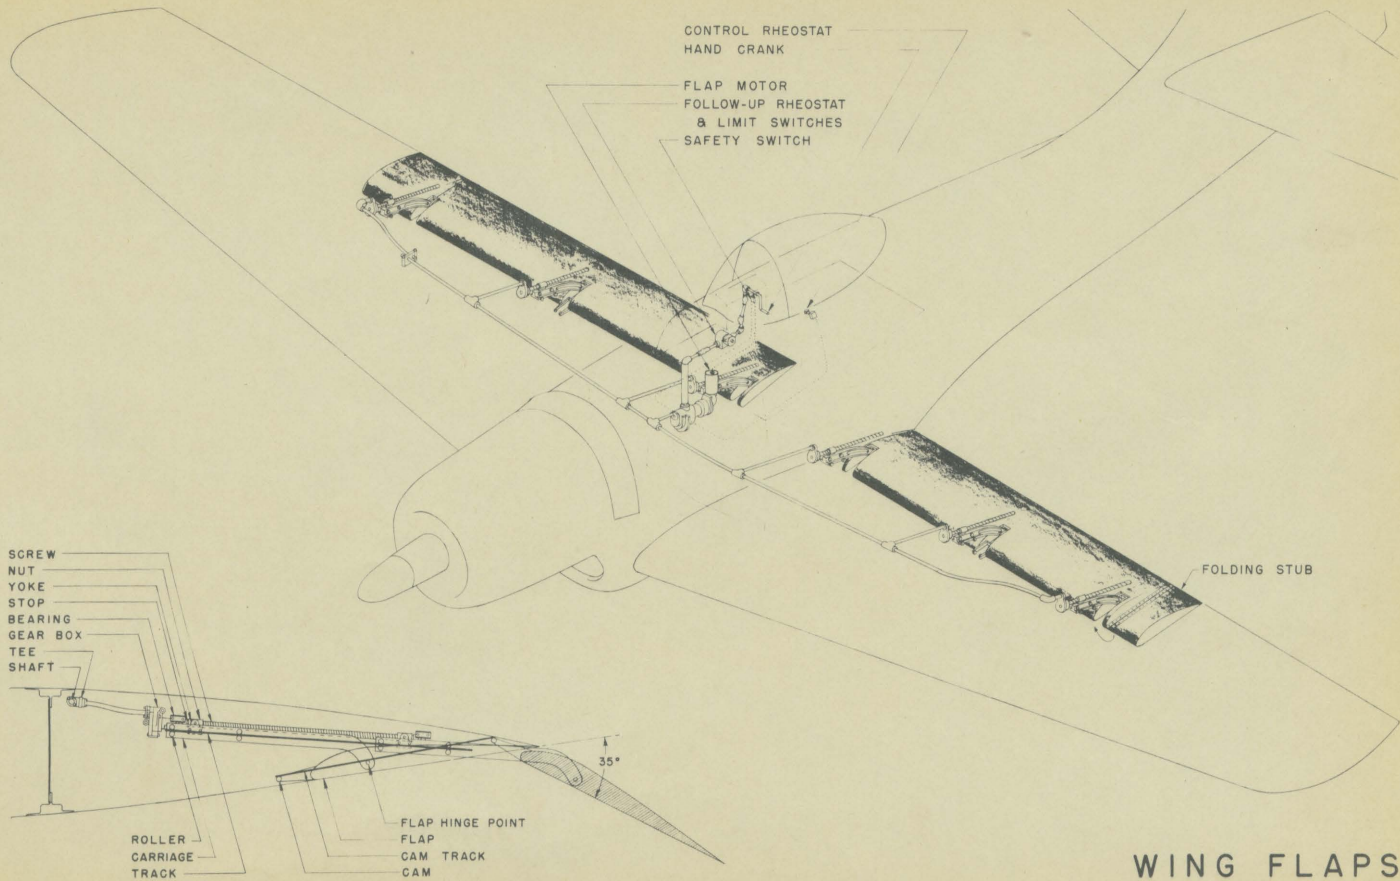 CONTROL RHEOSTAT
HAND CRANK
FLAP MOTOR
FOLLOW-UP RHEOSTAT
& LIMIT SWITCHES
SAFETY SWITCH
FOLDING STUB
SCREW
NUT
YOKE
STOP
BEARING
GEAR BOX
TEE
SHAFT
35°
ROLLER
CARRIAGE
TRACK
FLAP HINGE POINT
FLAP
CAM TRACK
CAM
WING FLAPS